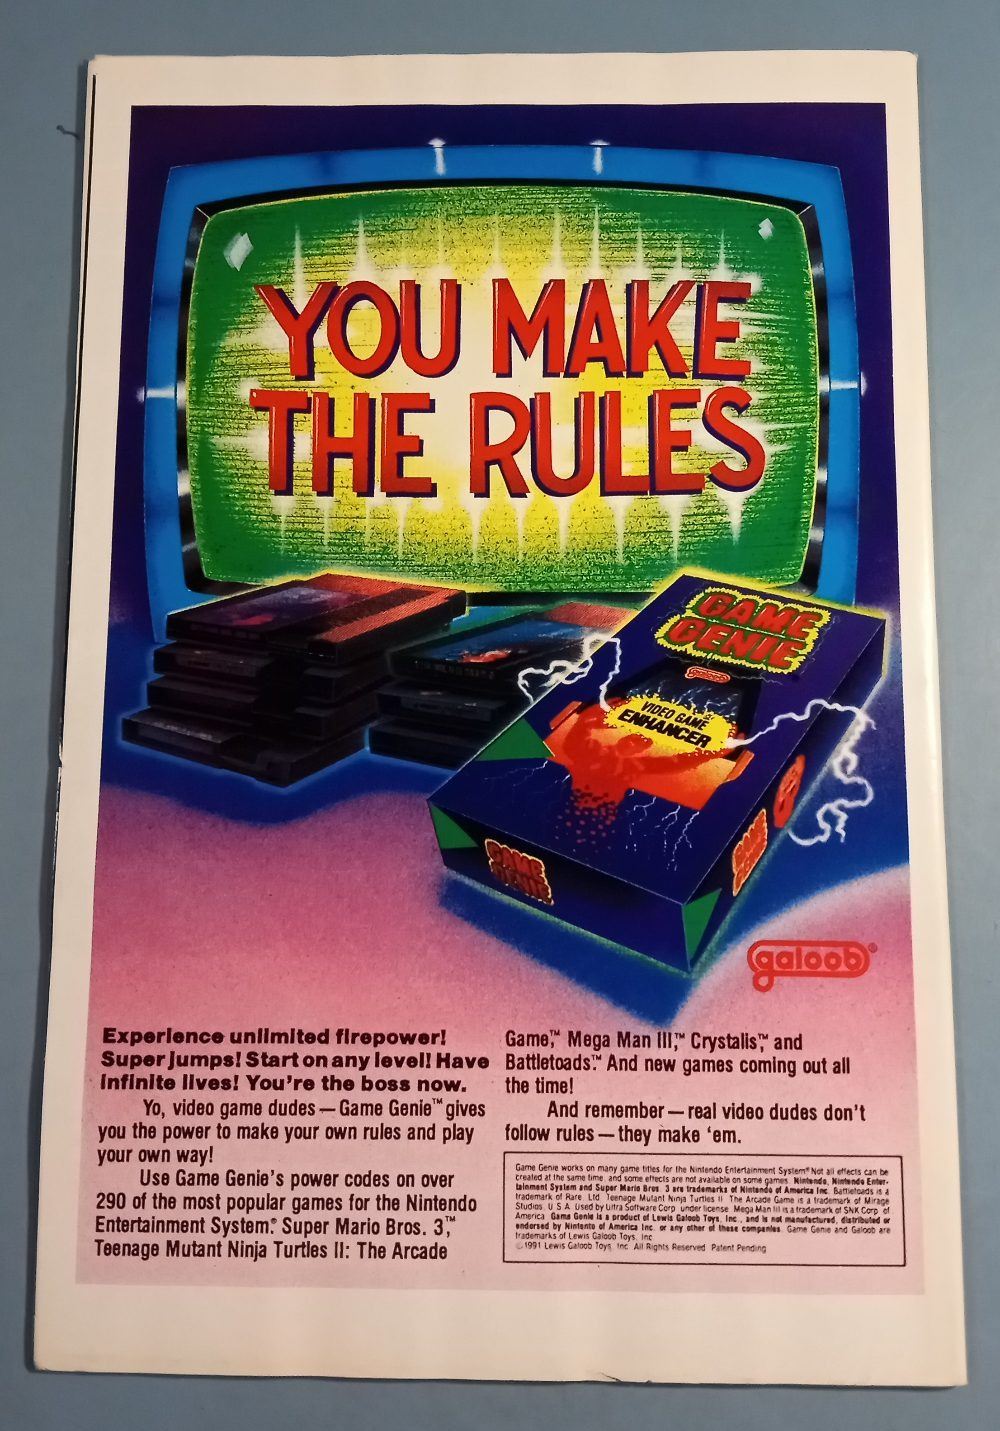 YOU MAKE
THE RULES
GAME
GENIE
galoob
VIDEO GAME
ENHANCER
GAME
GENIE
GAME
GENIE
galoob®
Experience unlimited firepower!
Super jumps! Start on any level! Have
infinite lives! You're the boss now.
Yo, video game dudes — Game Genie™ gives
you the power to make your own rules and play
your own way!
Use Game Genie's power codes on over
290 of the most popular games for the Nintendo
Entertainment System.® Super Mario Bros. 3,™
Teenage Mutant Ninja Turtles II: The Arcade
Game,™ Mega Man III,™ Crystalis,™ and
Battletoads.™ And new games coming out all
the time!
And remember — real video dudes don't
follow rules — they make 'em.
Game Genie works on many game titles for the Nintendo Entertainment System® Not all effects can be
created at the same time, and some effects are not available on some games. Nintendo, Nintendo Enter-
tainment System and Super Mario Bros. 3 are trademarks of Nintendo of America Inc. Battletoads is a
trademark of Rare Ltd Teenage Mutant Ninja Turtles II The Arcade Game is a trademark of Mirage
Studios U S A Used by Ultra Software Corp under license Mega Man III is a trademark of SNK Corp of
America Game Genie is a product of Lewis Galoob Toys, Inc., and is not manufactured, distributed or
endorsed by Nintento of America Inc. or any other of these companies. Game Genie and Galoob are
trademarks of Lewis Galoob Toys, Inc
©1991 Lewis Galoob Toys, Inc All Rights Reserved Patent Pending